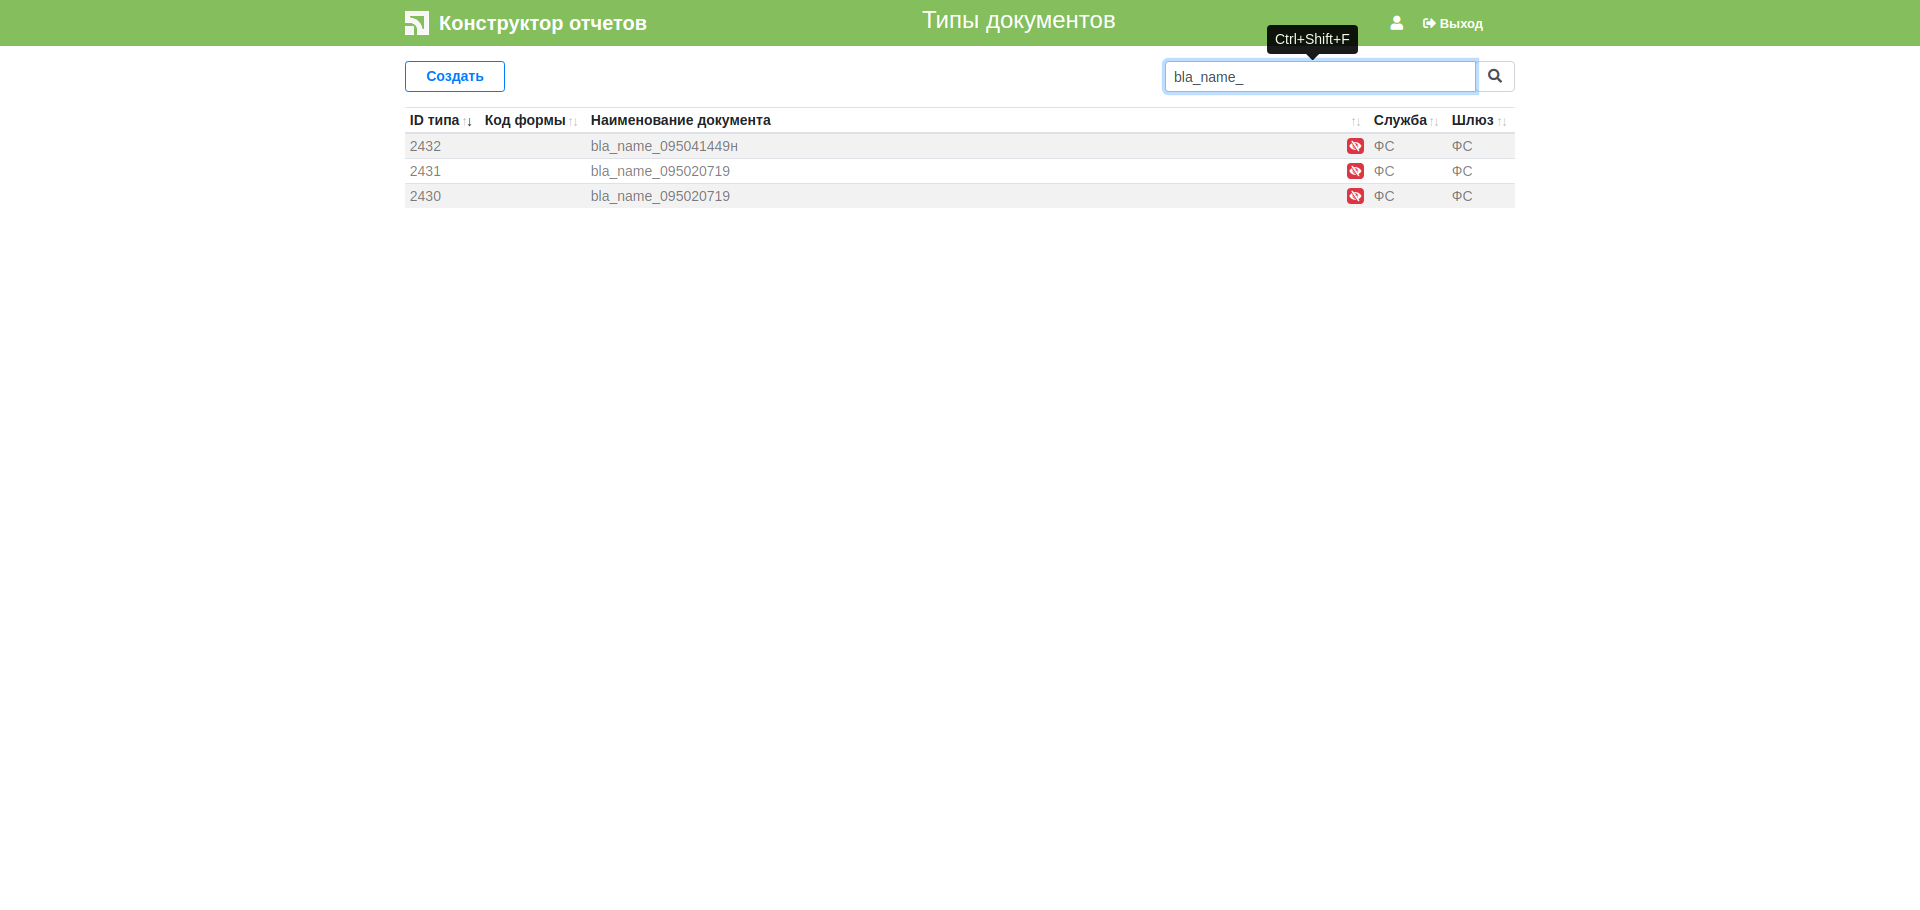 Конструктор отчетов
Типы документов
Выход
Ctrl+Shift+F
Создать
bla_name_
ID типа Код формы Наименование документа Служба Шлюз
2432 bla_name_095041449н ФС ФС
2431 bla_name_095020719 ФС ФС
2430 bla_name_095020719 ФС ФС